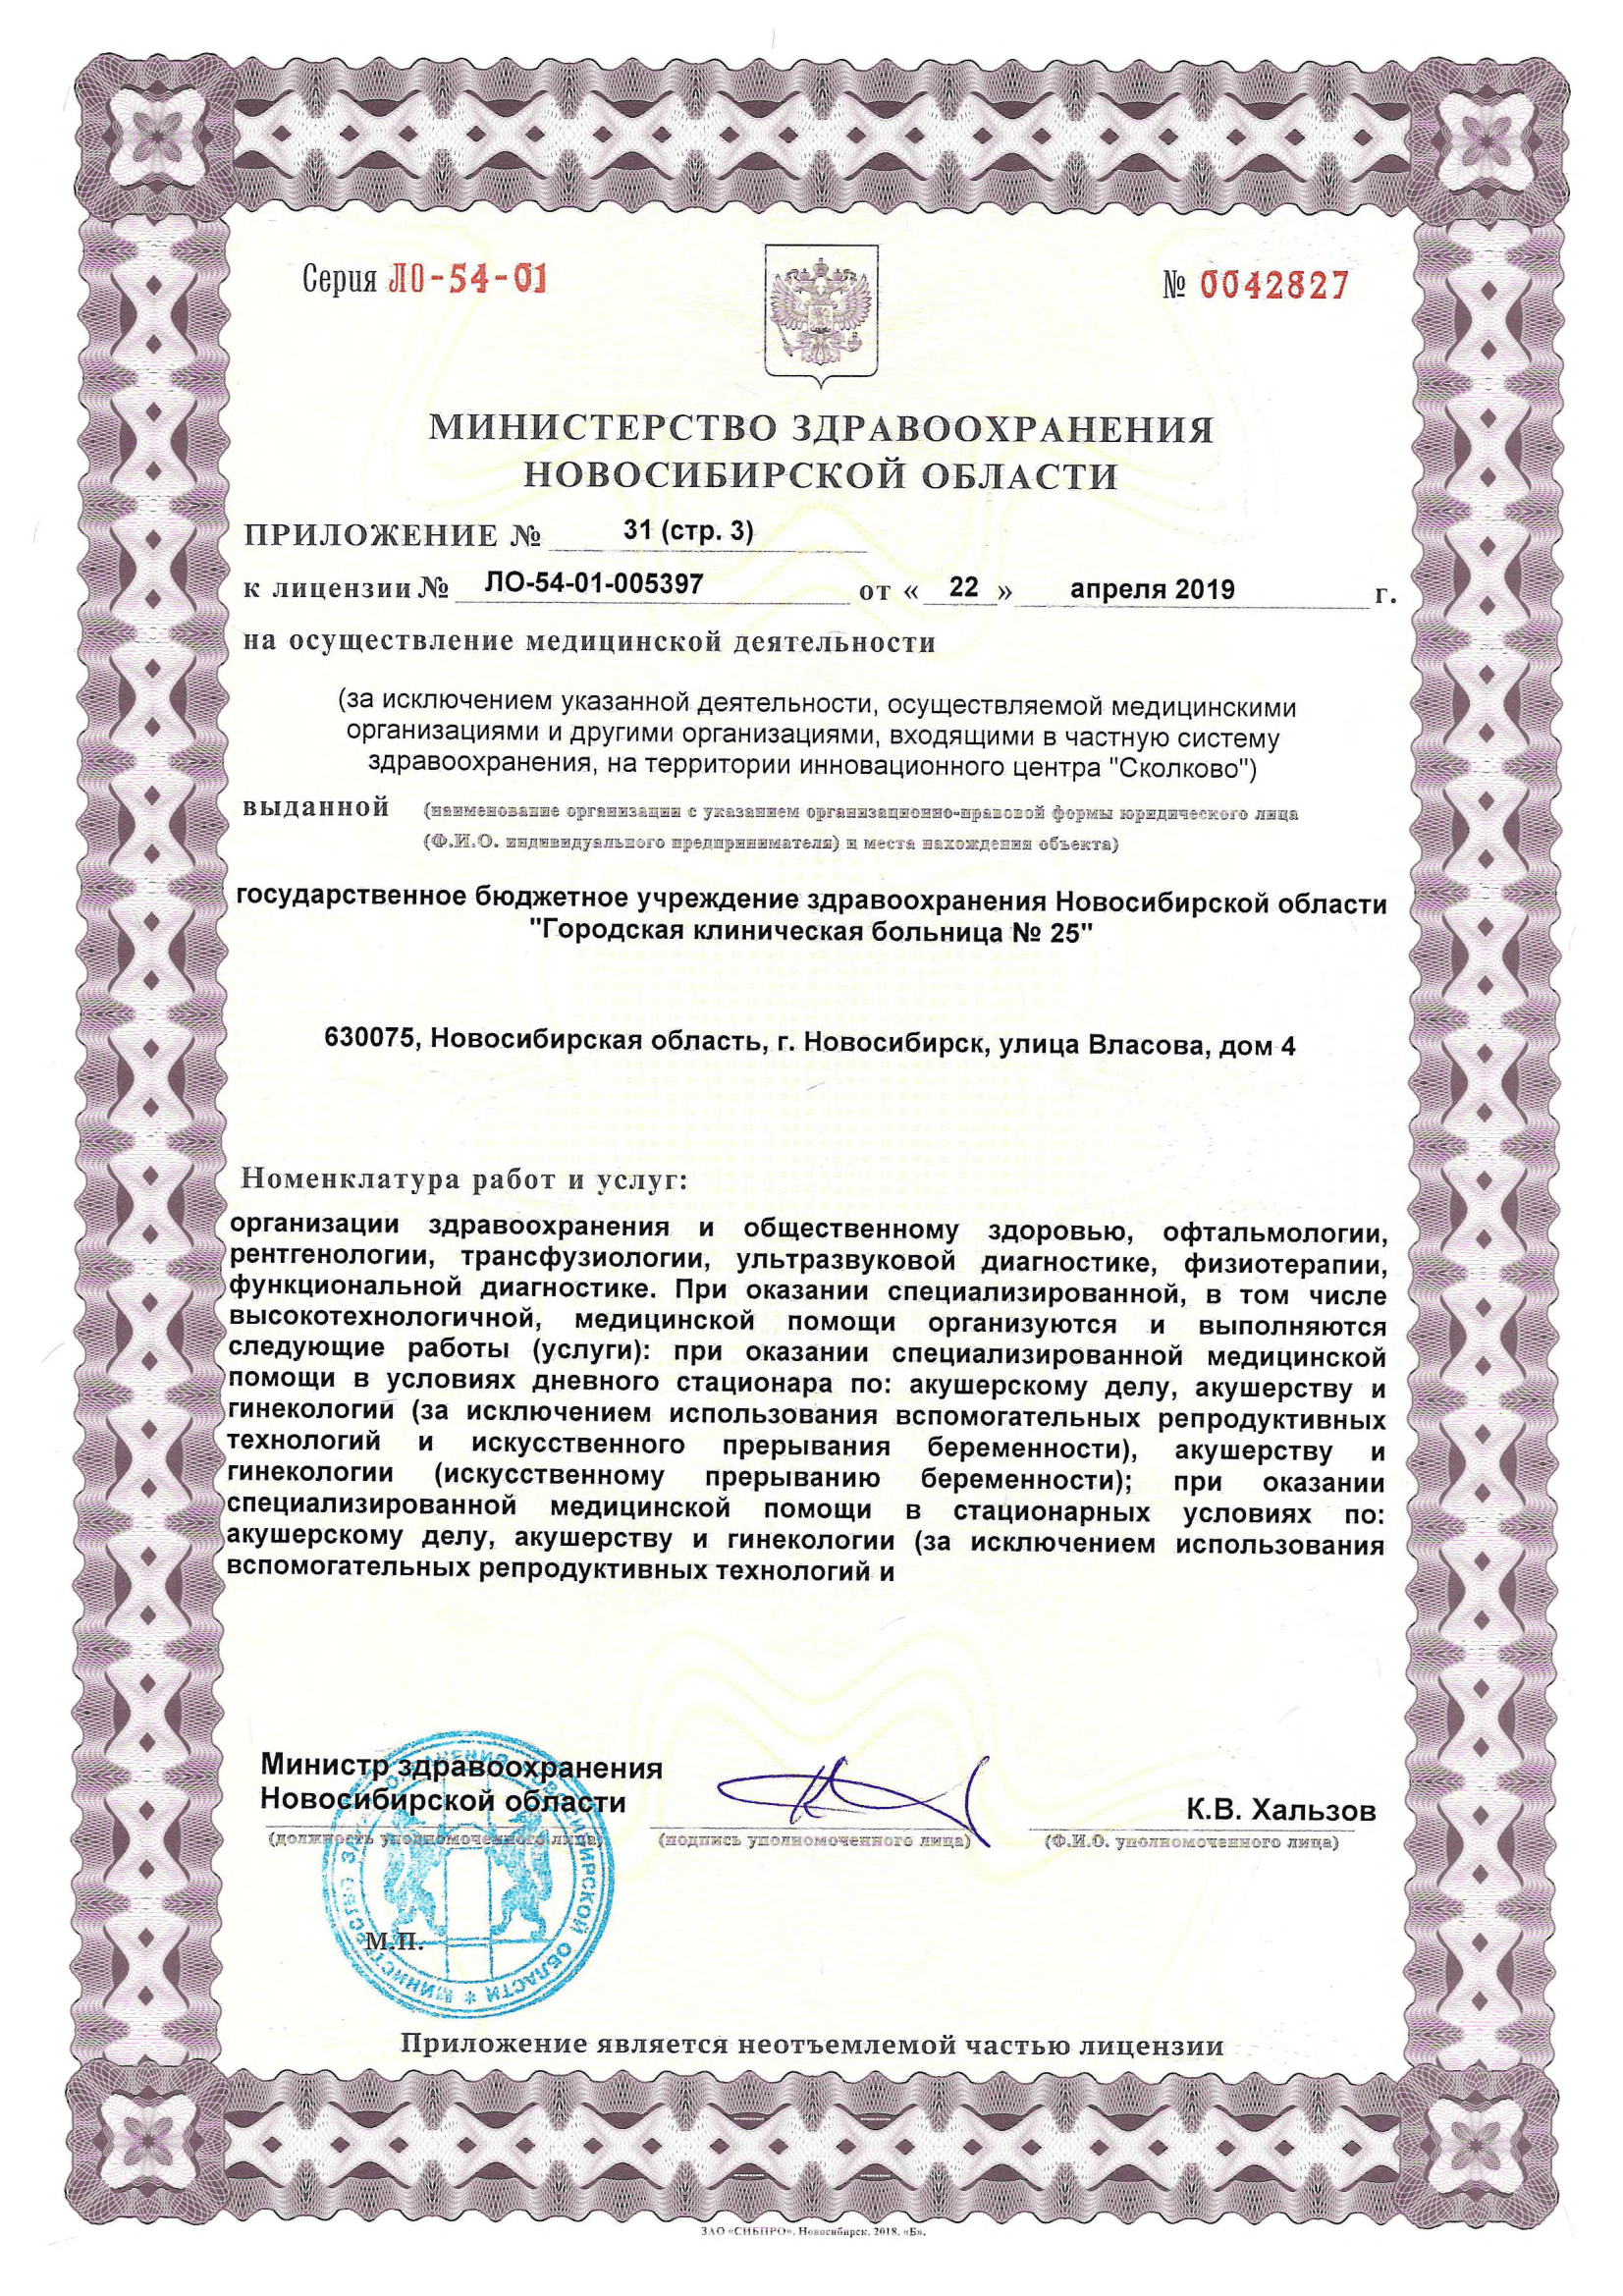 Серия ЛО-54-01
№ 0042827
МИНИСТЕРСТВО ЗДРАВООХРАНЕНИЯ
НОВОСИБИРСКОЙ ОБЛАСТИ
ПРИЛОЖЕНИЕ № 31 (стр. 3)
к лицензии № ЛО-54-01-005397 от « 22 » апреля 2019 г.
на осуществление медицинской деятельности
(за исключением указанной деятельности, осуществляемой медицинскими
организациями и другими организациями, входящими в частную систему
здравоохранения, на территории инновационного центра "Сколково")
выданной (наименование организации с указанием организационно-правовой формы юридического лица
(Ф.И.О. индивидуального предпринимателя) и места нахождения объекта)
государственное бюджетное учреждение здравоохранения Новосибирской области
"Городская клиническая больница № 25"
630075, Новосибирская область, г. Новосибирск, улица Власова, дом 4
Номенклатура работ и услуг:
организации здравоохранения и общественному здоровью, офтальмологии,
рентгенологии, трансфузиологии, ультразвуковой диагностике, физиотерапии,
функциональной диагностике. При оказании специализированной, в том числе
высокотехнологичной, медицинской помощи организуются и выполняются
следующие работы (услуги): при оказании специализированной медицинской
помощи в условиях дневного стационара по: акушерскому делу, акушерству и
гинекологии (за исключением использования вспомогательных репродуктивных
технологий и искусственного прерывания беременности), акушерству и
гинекологии (искусственному прерыванию беременности); при оказании
специализированной медицинской помощи в стационарных условиях по:
акушерскому делу, акушерству и гинекологии (за исключением использования
вспомогательных репродуктивных технологий и
Министр здравоохранения
Новосибирской области
К.В. Хальзов
(должность уполномоченного лица)
(подпись уполномоченного лица)
(Ф.И.О. уполномоченного лица)
МИНИСТЕРСТВО ЗДРАВООХРАНЕНИЯ НОВОСИБИРСКОЙ ОБЛАСТИ *
М.П.
Приложение является неотъемлемой частью лицензии
ЗАО «СИБПРО», Новосибирск, 2018, «Б».